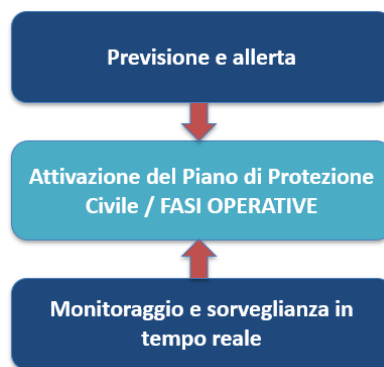 Previsione e allerta
Attivazione del Piano di Protezione
Civile / FASI OPERATIVE
Monitoraggio e sorveglianza in
tempo reale